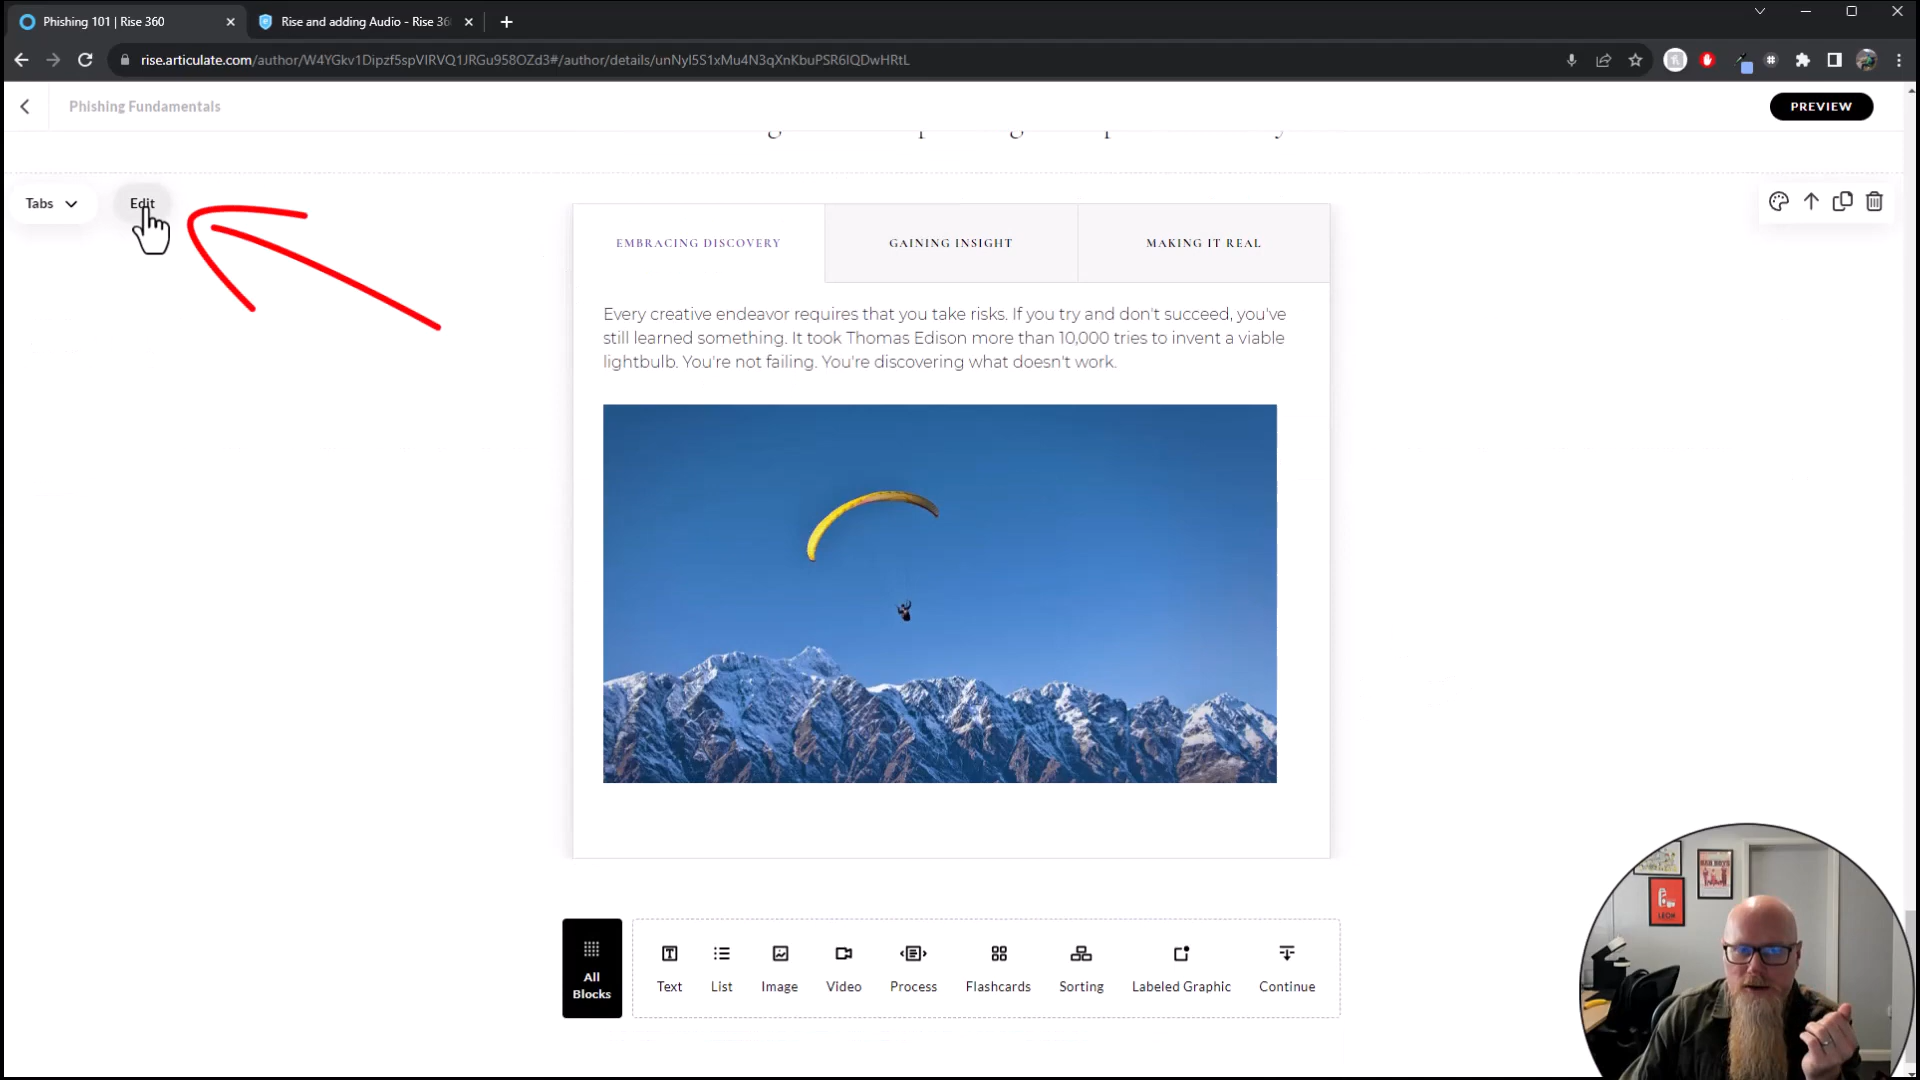 Phishing 101 | Rise 360
Rise and adding Audio - Rise 36
rise.articulate.com/author/W4YGkv1Dipzf5spVIRVQ1JRGu958OZd3#/author/details/unNyl5S1xMu4N3qXnKbuPSR6IQDwHRtL
Phishing Fundamentals
PREVIEW
Tabs
Edit
EMBRACING DISCOVERY
GAINING INSIGHT
MAKING IT REAL
Every creative endeavor requires that you take risks. If you try and don't succeed, you've
still learned something. It took Thomas Edison more than 10,000 tries to invent a viable
lightbulb. You're not failing. You're discovering what doesn't work.
All
Blocks
Text
List
Image
Video
Process
Flashcards
Sorting
Labeled Graphic
Continue
BAD BOYS
LEON